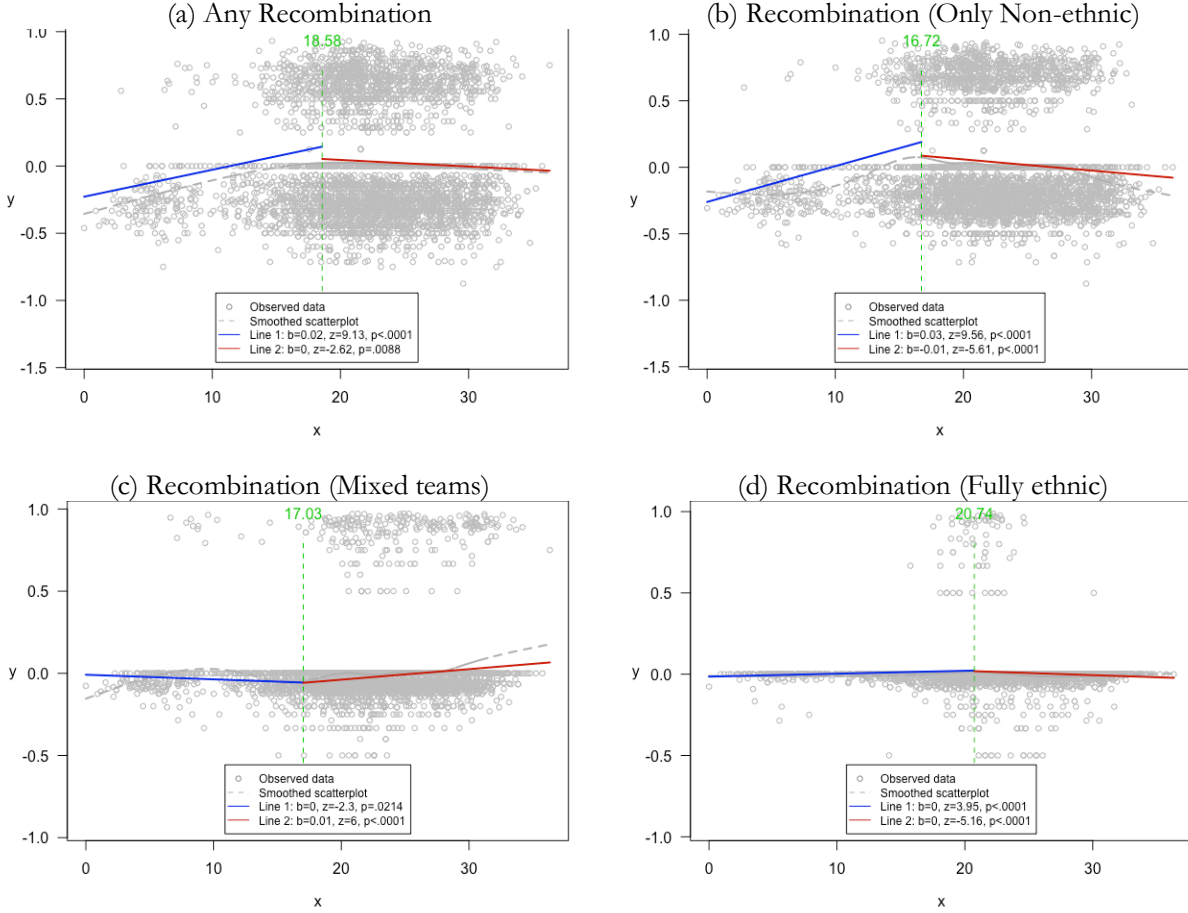 (a) Any Recombination
1.0
18.58
0.5
0.0
y
-0.5
-1.0
Observed data
Smoothed scatterplot
Line 1: b=0.02, z=9.13, p<.0001
Line 2: b=0, z=-2.62, p=.0088
-1.5
0 10 20 30
x
(b) Recombination (Only Non-ethnic)
1.0
16.72
0.5
0.0
y
-0.5
-1.0
Observed data
Smoothed scatterplot
Line 1: b=0.03, z=9.56, p<.0001
Line 2: b=-0.01, z=-5.61, p<.0001
-1.5
0 10 20 30
x
(c) Recombination (Mixed teams)
1.0
17.03
0.5
y
0.0
-0.5
Observed data
Smoothed scatterplot
Line 1: b=0, z=-2.3, p=.0214
Line 2: b=0.01, z=6, p<.0001
-1.0
0 10 20 30
x
(d) Recombination (Fully ethnic)
1.0
20.74
0.5
y
0.0
-0.5
Observed data
Smoothed scatterplot
Line 1: b=0, z=3.95, p<.0001
Line 2: b=0, z=-5.16, p<.0001
-1.0
0 10 20 30
x